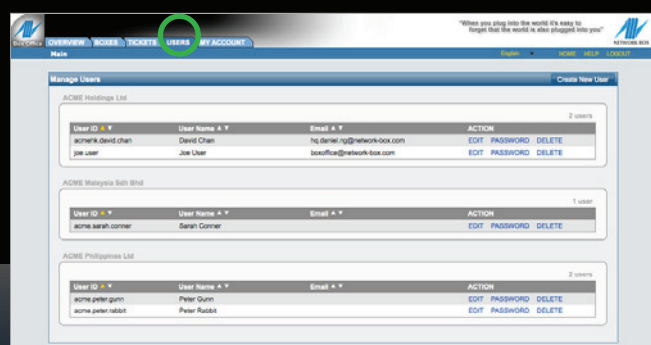 "When you plug into the world it's easy to
forget that the world is also plugged into you"
NETWORK BOX
Box Office OVERVIEW BOXES TICKETS USERS MY ACCOUNT
Main English HOME HELP LOGOUT
Manage Users Create New User
ACME Holdings Ltd
2 users
User ID User Name Email ACTION
acmehk.david.chan David Chan hq.daniel.ng@network-box.com EDIT PASSWORD DELETE
joe.user Joe User boxoffice@network-box.com EDIT PASSWORD DELETE
ACME Malaysia Sdn Bhd
1 user
User ID User Name Email ACTION
acme.sarah.conner Sarah Conner EDIT PASSWORD DELETE
ACME Philippines Ltd
2 users
User ID User Name Email ACTION
acme.peter.gunn Peter Gunn EDIT PASSWORD DELETE
acme.peter.rabbit Peter Rabbit EDIT PASSWORD DELETE